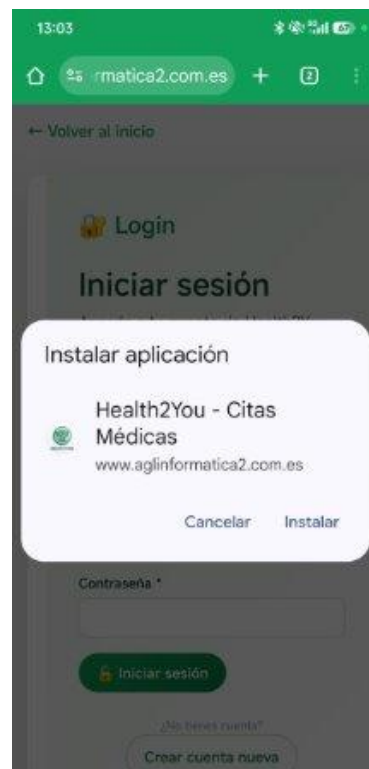 13:03
rmatica2.com.es
2
← Volver al inicio
Login
Iniciar sesión
Instalar aplicación
Health2You - Citas
Médicas
www.aglinformatica2.com.es
Cancelar Instalar
Contraseña *
Iniciar sesión
¿No tienes cuenta?
Crear cuenta nueva